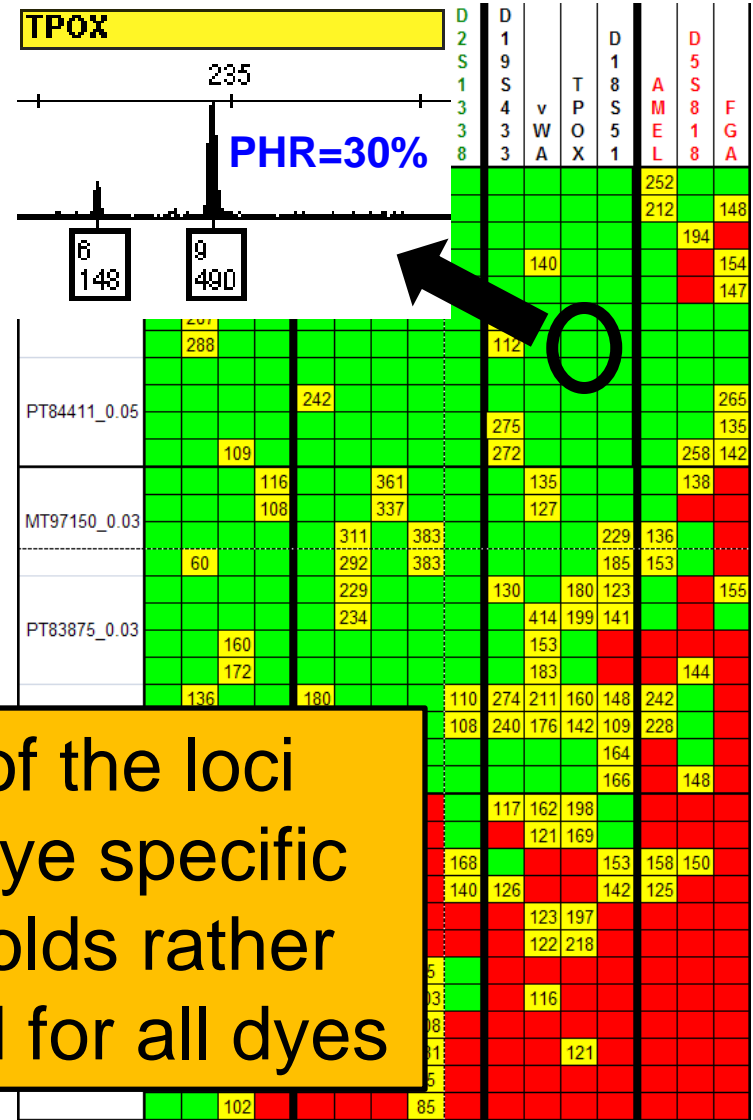 TPOX
235
PHR=30%
6
148
9
490
D2S1338
D19S433
vWA
TPOX
D18S51
AMEL
D5S818
FGA
252
212 148
194
140 154
147
288 112
PT84411_0.05
242 265
275 135
109 272 258 142
MT97150_0.03
116 361 135 138
108 337 127
311 383 229 136
60 292 383 185 153
PT83875_0.03
229 130 180 123 155
234 414 199 141
160 153
172 183 144
136 180 110 274 211 160 148 242
108 240 176 142 109 228
164
166 148
117 162 198
121 169
168 153 158 150
140 126 142 125
123 197
122 218
116
121
102 85
of the loci
ye specific
olds rather
for all dyes